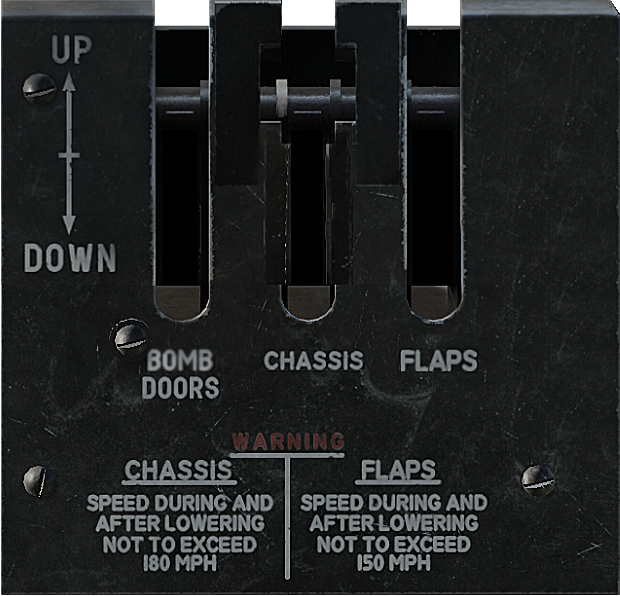 UP
DOWN
BOMB
DOORS
CHASSIS
FLAPS
WARNING
CHASSIS
SPEED DURING AND
AFTER LOWERING
NOT TO EXCEED
180 MPH
FLAPS
SPEED DURING AND
AFTER LOWERING
NOT TO EXCEED
150 MPH